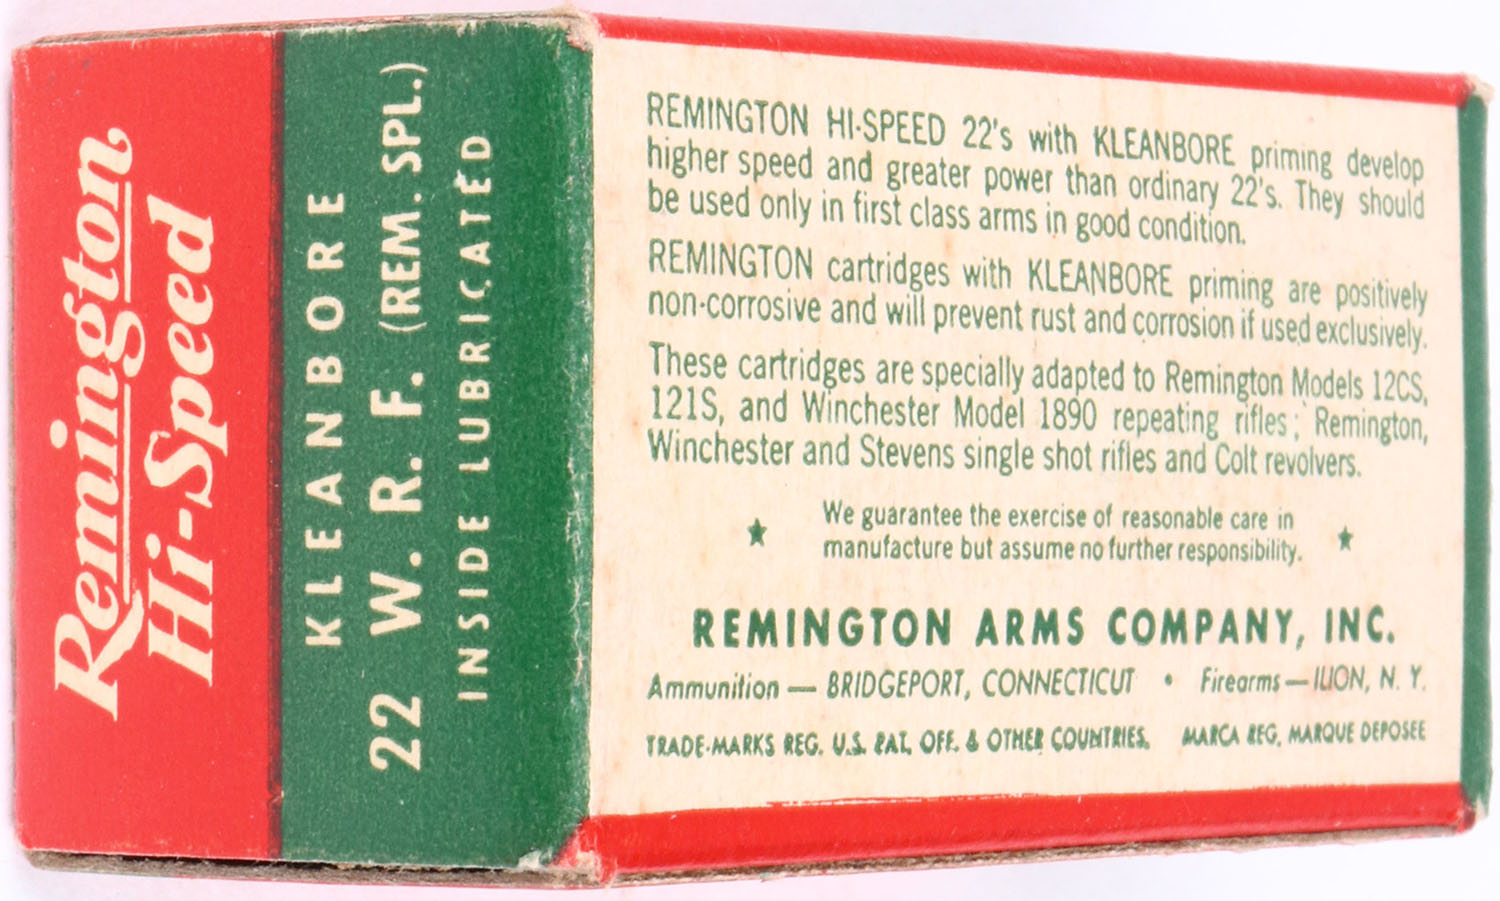 Remington
Hi-Speed
KLEANBORE
22 W. R. F. (REM. SPL.)
INSIDE LUBRICATED
REMINGTON HI-SPEED 22's with KLEANBORE priming develop
higher speed and greater power than ordinary 22's. They should
be used only in first class arms in good condition.
REMINGTON cartridges with KLEANBORE priming are positively
non-corrosive and will prevent rust and corrosion if used exclusively.
These cartridges are specially adapted to Remington Models 12CS,
121S, and Winchester Model 1890 repeating rifles; Remington,
Winchester and Stevens single shot rifles and Colt revolvers.
We guarantee the exercise of reasonable care in
manufacture but assume no further responsibility.
REMINGTON ARMS COMPANY, INC.
Ammunition — BRIDGEPORT, CONNECTICUT • Firearms — ILION, N. Y.
TRADE-MARKS REG. U.S. PAT. OFF. & OTHER COUNTRIES. MARCA REG. MARQUE DEPOSEE